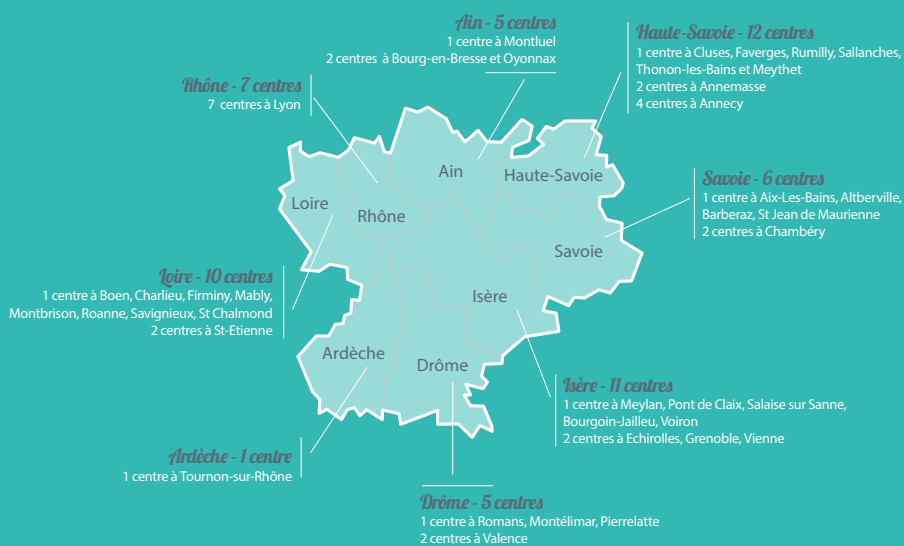 Ain - 5 centres
1 centre à Montluel
2 centres à Bourg-en-Bresse et Oyonnax
Haute-Savoie - 12 centres
1 centre à Cluses, Faverges, Rumilly, Sallanches,
Thonon-les-Bains et Meythet
2 centres à Annemasse
4 centres à Annecy
Rhône - 7 centres
7 centres à Lyon
Ain
Haute-Savoie
Savoie - 6 centres
1 centre à Aix-Les-Bains, Altberville,
Barberaz, St Jean de Maurienne
2 centres à Chambéry
Loire
Rhône
Savoie
Loire - 10 centres
1 centre à Boen, Charlieu, Firminy, Mably,
Montbrison, Roanne, Savignieux, St Chalmond
2 centres à St-Etienne
Isère
Ardèche
Drôme
Isère - 11 centres
1 centre à Meylan, Pont de Claix, Salaise sur Sanne,
Bourgoin-Jailleu, Voiron
2 centres à Echirolles, Grenoble, Vienne
Ardèche - 1 centre
1 centre à Tournon-sur-Rhône
Drôme - 5 centres
1 centre à Romans, Montélimar, Pierrelatte
2 centres à Valence